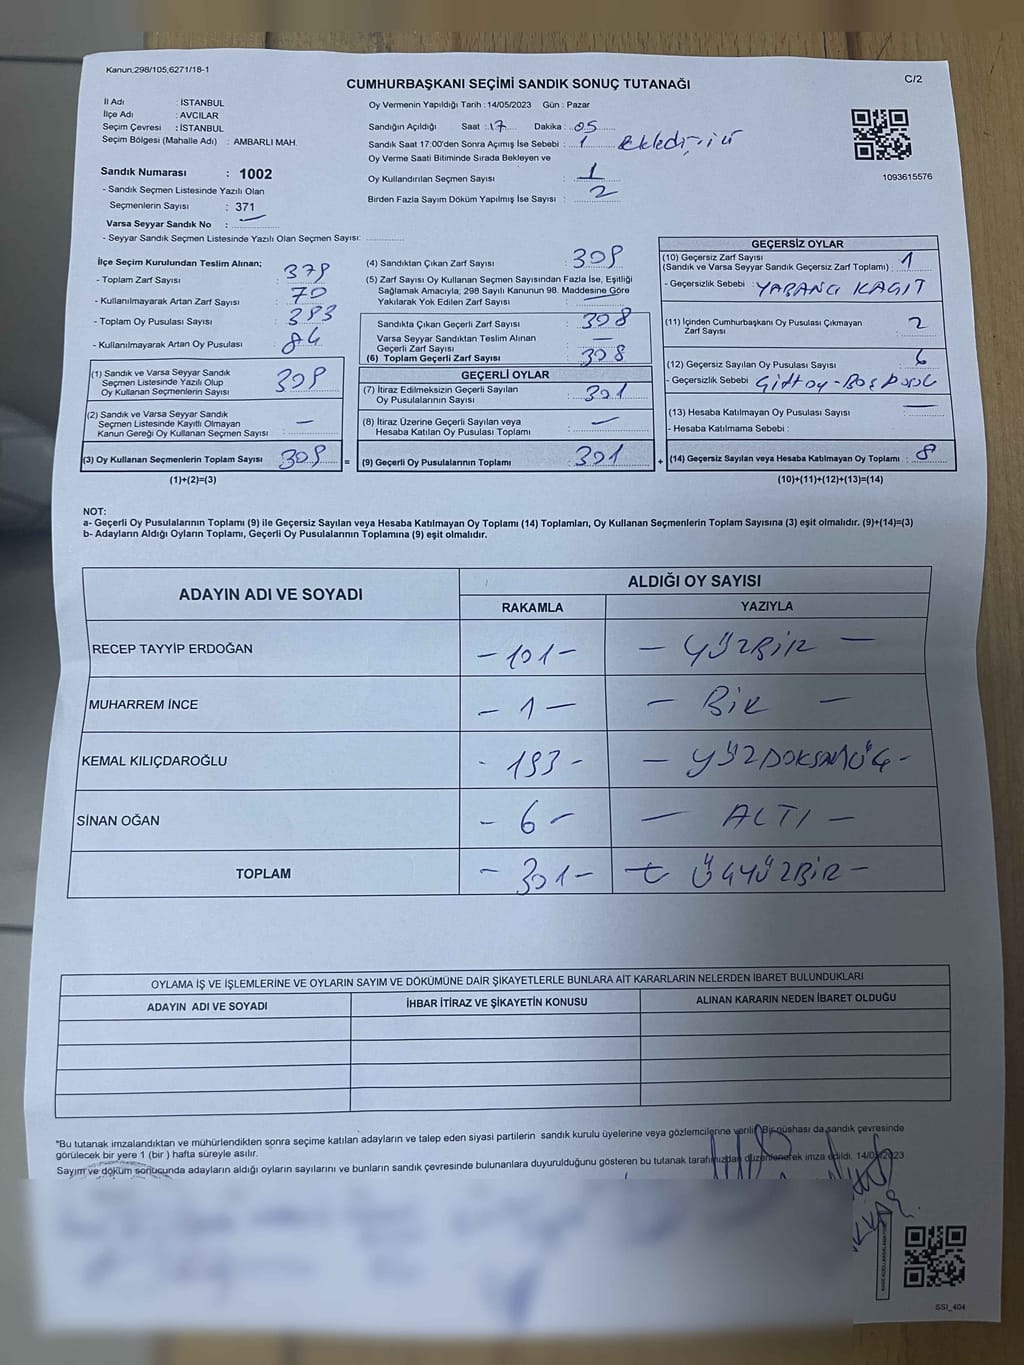 Kanun;298/105,6271/18-1
C/2
CUMHURBAŞKANI SEÇİMİ SANDIK SONUÇ TUTANAĞI
İl Adı : İSTANBUL
İlçe Adı : AVCILAR
Seçim Çevresi : İSTANBUL
Seçim Bölgesi (Mahalle Adı) : AMBARLI MAH.
Sandık Numarası : 1002
- Sandık Seçmen Listesinde Yazılı Olan
Seçmenlerin Sayısı : 371
Varsa Seyyar Sandık No : —
- Seyyar Sandık Seçmen Listesinde Yazılı Olan Seçmen Sayısı:
Oy Vermenin Yapıldığı Tarih : 14/05/2023 Gün : Pazar
Sandığın Açıldığı Saat : 17 Dakika : 05
Sandık Saat 17:00'den Sonra Açımış İse Sebebi : 1
Oy Verme Saati Bitiminde Sırada Bekleyen ve
Oy Kullandırılan Seçmen Sayısı : 1
Birden Fazla Sayım Döküm Yapılmış İse Sayısı : 2
1093615576
İlçe Seçim Kurulundan Teslim Alınan;
- Toplam Zarf Sayısı : 379
- Kullanılmayarak Artan Zarf Sayısı : 70
- Toplam Oy Pusulası Sayısı : 393
- Kullanılmayarak Artan Oy Pusulası : 84
(1) Sandık ve Varsa Seyyar Sandık
Seçmen Listesinde Yazılı Olup
Oy Kullanan Seçmenlerin Sayısı : 309
(2) Sandık ve Varsa Seyyar Sandık
Seçmen Listesinde Kayıtlı Olmayan
Kanun Gereği Oy Kullanan Seçmen Sayısı : —
(3) Oy Kullanan Seçmenlerin Toplam Sayısı : 309 =
(1)+(2)=(3)
(4) Sandıktan Çıkan Zarf Sayısı : 309
(5) Zarf Sayısı Oy Kullanan Seçmen Sayısından Fazla İse, Eşitliği
Sağlamak Amacıyla; 298 Sayılı Kanunun 98. Maddesine Göre
Yakılarak Yok Edilen Zarf Sayısı : —
Sandıkta Çıkan Geçerli Zarf Sayısı : 308
Varsa Seyyar Sandıktan Teslim Alınan
Geçerli Zarf Sayısı : —
(6) Toplam Geçerli Zarf Sayısı : 308
GEÇERLİ OYLAR
(7) İtiraz Edilmeksizin Geçerli Sayılan
Oy Pusulalarının Sayısı : 301
(8) İtiraz Üzerine Geçerli Sayılan veya
Hesaba Katılan Oy Pusulası Toplamı : —
(9) Geçerli Oy Pusulalarının Toplamı : 301 +
GEÇERSİZ OYLAR
(10) Geçersiz Zarf Sayısı
(Sandık ve Varsa Seyyar Sandık Geçersiz Zarf Toplamı) : 1
- Geçersizlik Sebebi : YABANCI KAGIT
(11) İçinden Cumhurbaşkanı Oy Pusulası Çıkmayan
Zarf Sayısı : 2
(12) Geçersiz Sayılan Oy Pusulası Sayısı : 6
- Geçersizlik Sebebi Çift oy - Boş
(13) Hesaba Katılmayan Oy Pusulası Sayısı : —
- Hesaba Katılmama Sebebi :
(14) Geçersiz Sayılan veya Hesaba Katılmayan Oy Toplamı : 8
(10)+(11)+(12)+(13)=(14)
NOT:
a- Geçerli Oy Pusulalarının Toplamı (9) ile Geçersiz Sayılan veya Hesaba Katılmayan Oy Toplamı (14) Toplamları, Oy Kullanan Seçmenlerin Toplam Sayısına (3) eşit olmalıdır. (9)+(14)=(3)
b- Adayların Aldığı Oyların Toplamı, Geçerli Oy Pusulalarının Toplamına (9) eşit olmalıdır.
ADAYIN ADI VE SOYADI ALDIĞI OY SAYISI
RAKAMLA YAZIYLA
RECEP TAYYİP ERDOĞAN - 101 - - YÜZBİR -
MUHARREM İNCE - 1 - - BİR -
KEMAL KILIÇDAROĞLU - 193 - - YÜZDOKSANÜÇ -
SİNAN OĞAN - 6 - - ALTI -
TOPLAM - 301 - - ÜÇYÜZBİR -
OYLAMA İŞ VE İŞLEMLERİNE VE OYLARIN SAYIM VE DÖKÜMÜNE DAİR ŞİKAYETLERLE BUNLARA AİT KARARLARIN NELERDEN İBARET BULUNDUKLARI
ADAYIN ADI VE SOYADI İHBAR İTİRAZ VE ŞİKAYETİN KONUSU ALINAN KARARIN NEDEN İBARET OLDUĞU
*Bu tutanak imzalandıktan ve mühürlendikten sonra seçime katılan adayların ve talep eden siyasi partilerin sandık kurulu üyelerine veya gözlemcilerine verilir. Bir nüshası da sandık çevresinde
görülecek bir yere 1 (bir ) hafta süreyle asılır.
Sayım ve döküm sonucunda adayların aldığı oyların sayılarını ve bunların sandık çevresinde bulunanlara duyurulduğunu gösteren bu tutanak tarafımızdan düzenlenerek imza edildi. 14/05/2023
SSI_404